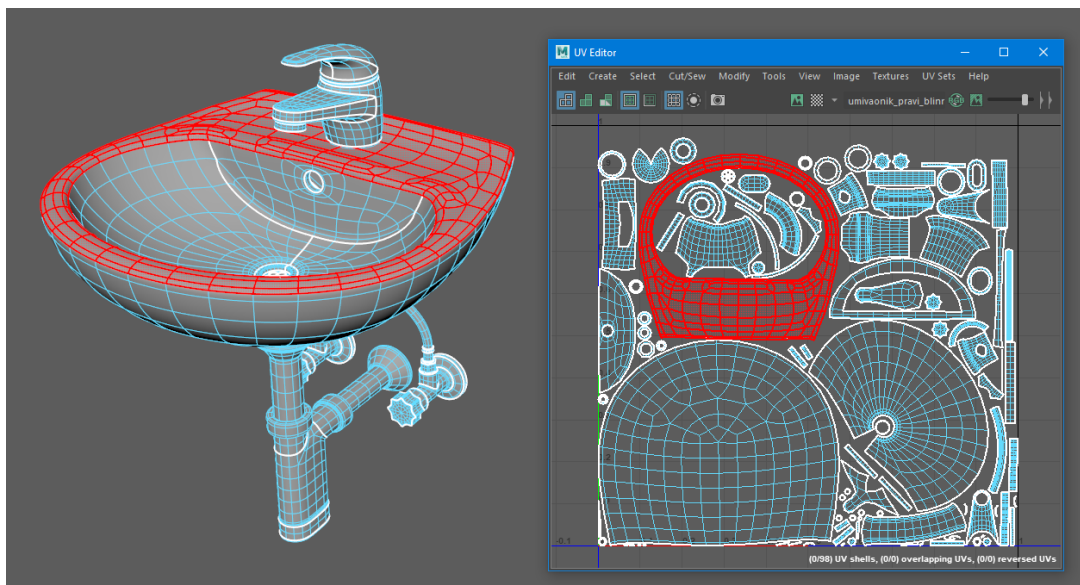 UV Editor
Edit Create Select Cut/Sew Modify Tools View Image Textures UV Sets Help
umivaonik_pravi_blinr
-0.1
(0/98) UV shells, (0/0) overlapping UVs, (0/0) reversed UVs